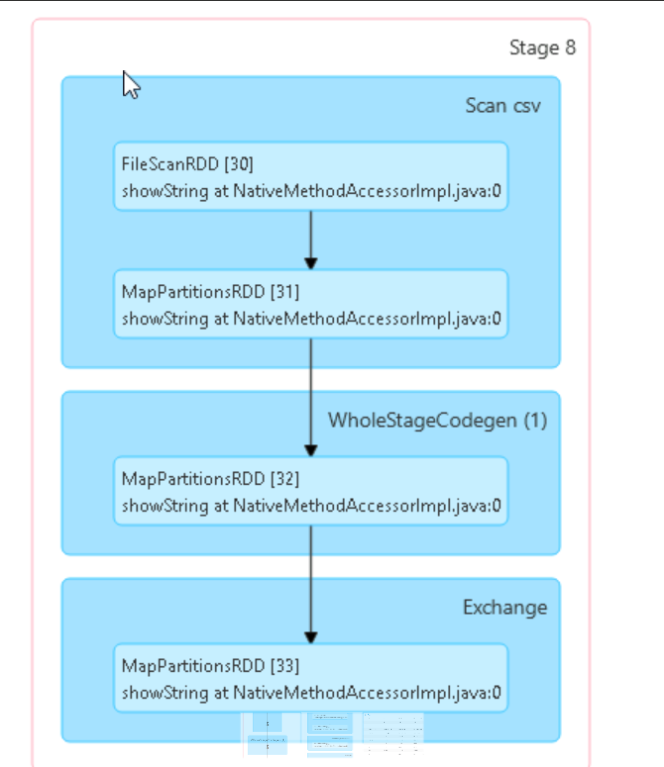 Stage 8
Scan csv
FileScanRDD [30]
showString at NativeMethodAccessorImpl.java:0
MapPartitionsRDD [31]
showString at NativeMethodAccessorImpl.java:0
WholeStageCodegen (1)
MapPartitionsRDD [32]
showString at NativeMethodAccessorImpl.java:0
Exchange
MapPartitionsRDD [33]
showString at NativeMethodAccessorImpl.java:0